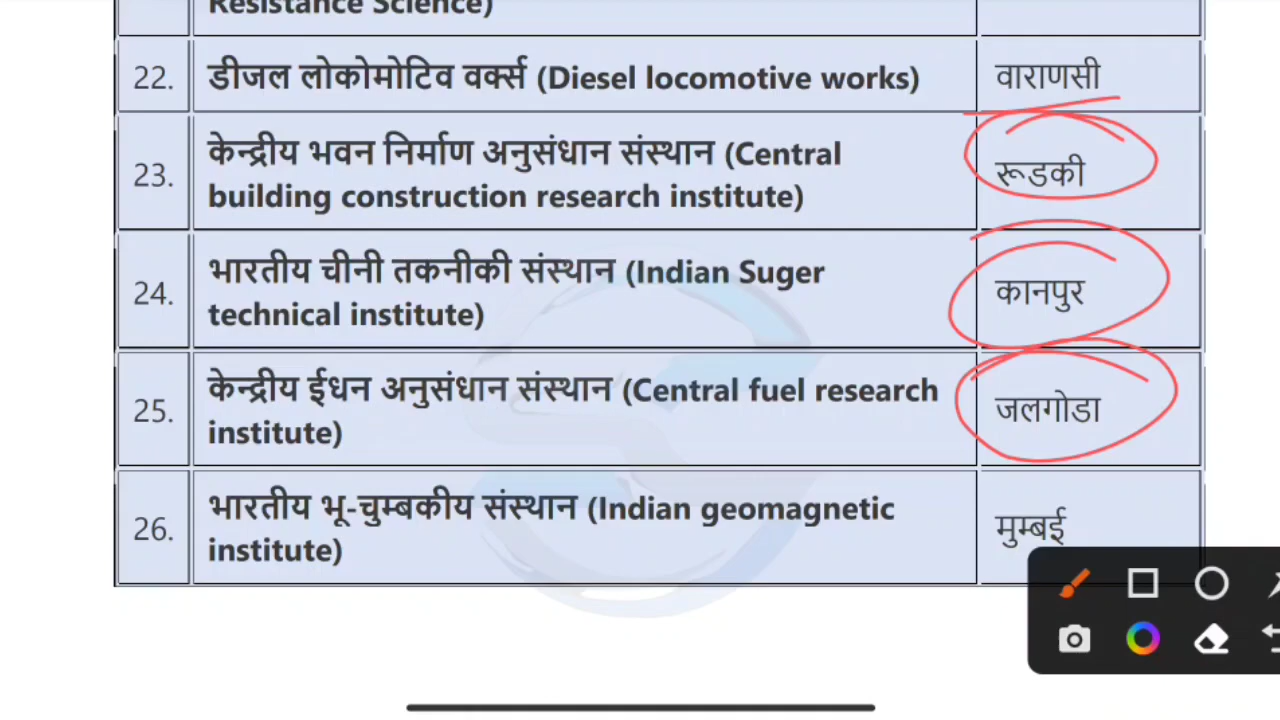 Resistance Science)
22. डीजल लोकोमोटिव वर्क्स (Diesel locomotive works) वाराणसी
23. केन्द्रीय भवन निर्माण अनुसंधान संस्थान (Central
building construction research institute) रूडकी
24. भारतीय चीनी तकनीकी संस्थान (Indian Suger
technical institute) कानपुर
25. केन्द्रीय ईधन अनुसंधान संस्थान (Central fuel research
institute) जलगोडा
26. भारतीय भू-चुम्बकीय संस्थान (Indian geomagnetic
institute) मुम्बई